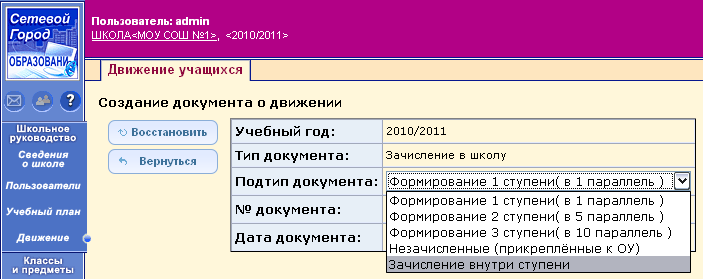 Сетевой
Город
ОБРАЗОВАНИ
Пользователь: admin
ШКОЛА<МОУ СОШ №1>, <2010/2011>
Движение учащихся
?
Создание документа о движении
Школьное
руководство
Сведения
о школе
Пользователи
Учебный план
Движение
Классы
и предметы
Восстановить
Вернуться
Учебный год: 2010/2011
Тип документа: Зачисление в школу
Подтип документа: Формирование 1 ступени( в 1 параллель )
№ документа:
Дата документа:
Формирование 1 ступени( в 1 параллель )
Формирование 2 ступени( в 5 параллель )
Формирование 3 ступени( в 10 параллель )
Незачисленные (прикреплённые к ОУ)
Зачисление внутри ступени